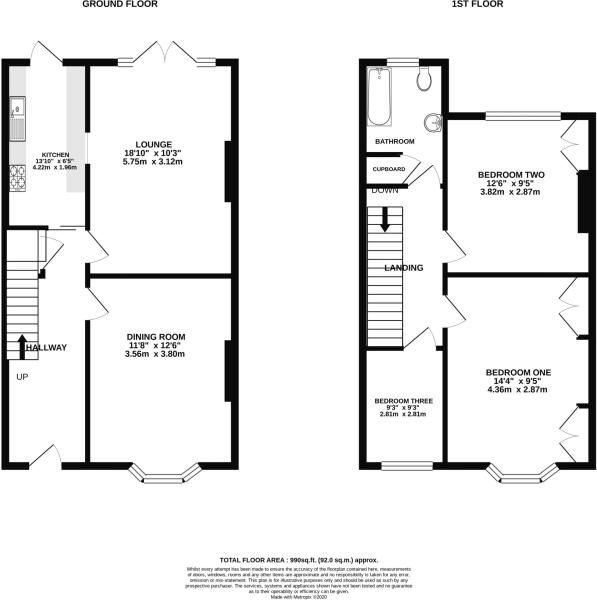 GROUND FLOOR
1ST FLOOR
KITCHEN
13'10" x 6'5"
4.22m x 1.96m
LOUNGE
18'10" x 10'3"
5.75m x 3.12m
DINING ROOM
11'8" x 12'6"
3.56m x 3.80m
HALLWAY
UP
BATHROOM
CUPBOARD
DOWN
LANDING
BEDROOM TWO
12'6" x 9'5"
3.82m x 2.87m
BEDROOM ONE
14'4" x 9'5"
4.36m x 2.87m
BEDROOM THREE
9'3" x 9'3"
2.81m x 2.81m
TOTAL FLOOR AREA : 990sq.ft. (92.0 sq.m.) approx.
Whilst every attempt has been made to ensure the accuracy of the floorplan contained here, measurements
of doors, windows, rooms and any other items are approximate and no responsibility is taken for any error,
omission or mis-statement. This plan is for illustrative purposes only and should be used as such by any
prospective purchaser. The services, systems and appliances shown have not been tested and no guarantee
as to their operability or efficiency can be given.
Made with Metropix ©2020